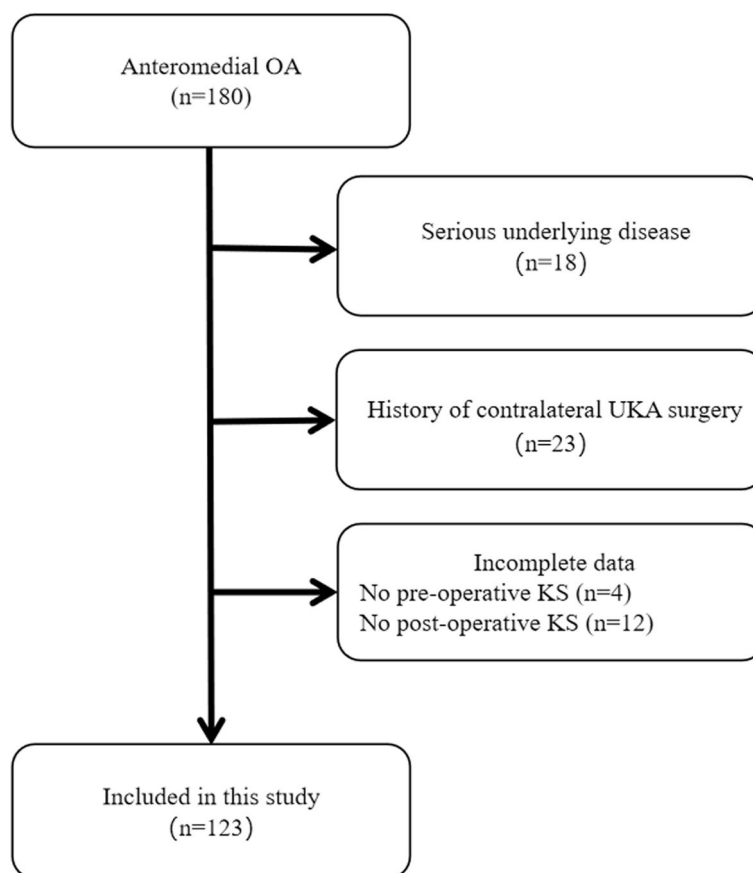 Anteromedial OA
(n=180)
Serious underlying disease
(n=18)
History of contralateral UKA surgery
(n=23)
Incomplete data
No pre-operative KS (n=4)
No post-operative KS (n=12)
Included in this study
(n=123)